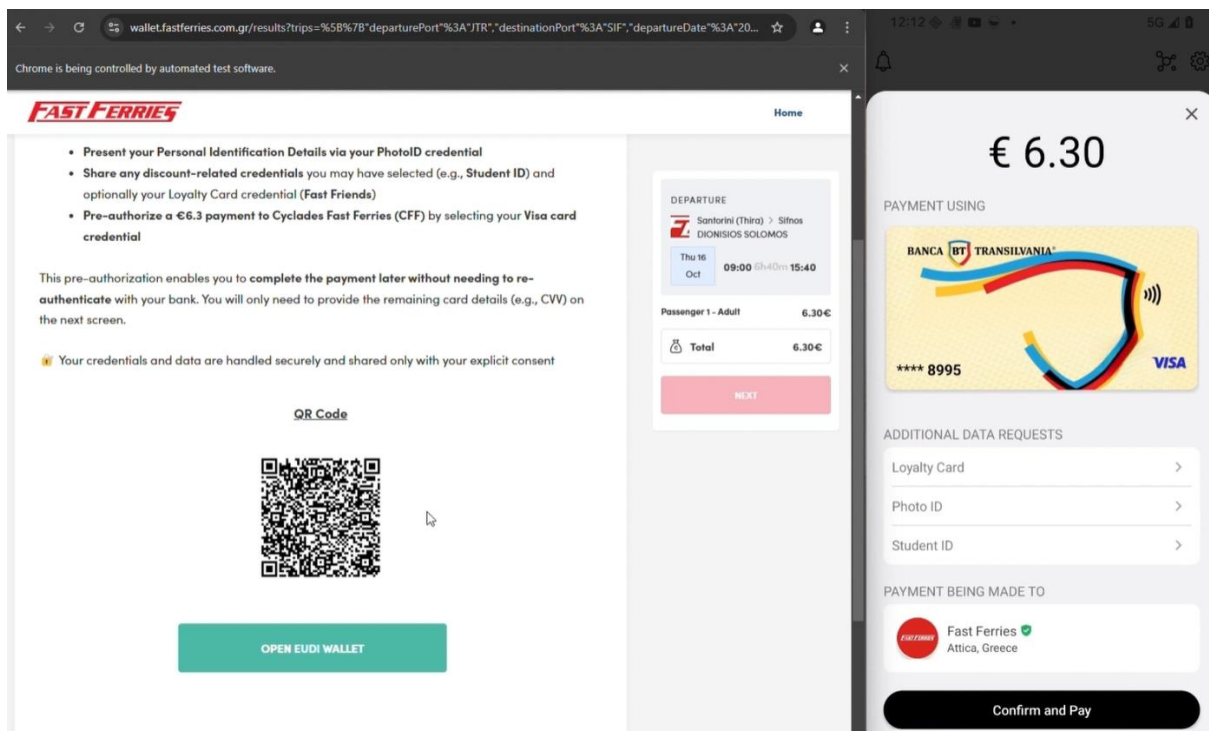 wallet.fastferries.com.gr/results?trips=%5B%7B"departurePort"%3A"JTR","destinationPort"%3A"SIF","departureDate"%3A"20...
Chrome is being controlled by automated test software.
FAST FERRIES
Home
• Present your Personal Identification Details via your PhotoID credential
• Share any discount-related credentials you may have selected (e.g., Student ID) and
optionally your Loyalty Card credential (Fast Friends)
• Pre-authorize a €6.3 payment to Cyclades Fast Ferries (CFF) by selecting your Visa card
credential
This pre-authorization enables you to complete the payment later without needing to re-
authenticate with your bank. You will only need to provide the remaining card details (e.g., CVV) on
the next screen.
Your credentials and data are handled securely and shared only with your explicit consent
QR Code
OPEN EUDI WALLET
DEPARTURE
Santorini (Thira) > Sifnos
DIONISIOS SOLOMOS
Thu 16
Oct
09:00 6h40m 15:40
Passenger 1 - Adult 6.30€
Total 6.30€
NEXT
12:12 5G
€ 6.30
PAYMENT USING
BANCA BT TRANSILVANIA
**** 8995
VISA
ADDITIONAL DATA REQUESTS
Loyalty Card
Photo ID
Student ID
PAYMENT BEING MADE TO
FAST FERRIES
Fast Ferries
Attica, Greece
Confirm and Pay